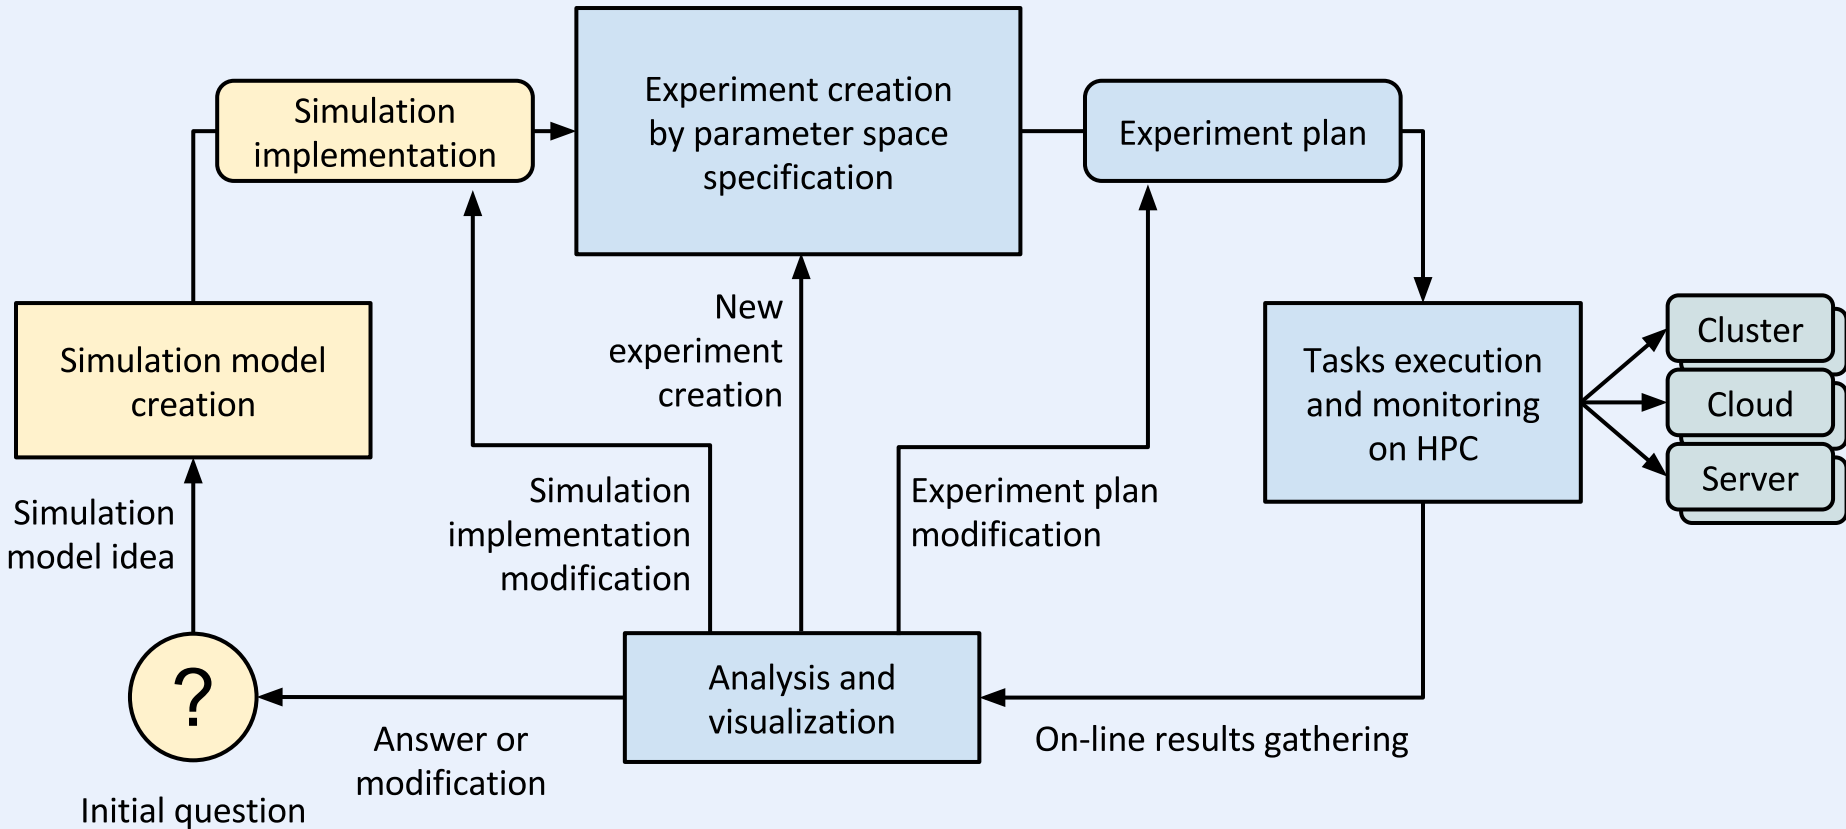 Simulation
implementation
Experiment creation
by parameter space
specification
Experiment plan
Simulation model
creation
New
experiment
creation
Tasks execution
and monitoring
on HPC
Cluster
Cloud
Server
Simulation
model idea
Simulation
implementation
modification
Experiment plan
modification
?
Initial question
Answer or
modification
Analysis and
visualization
On-line results gathering